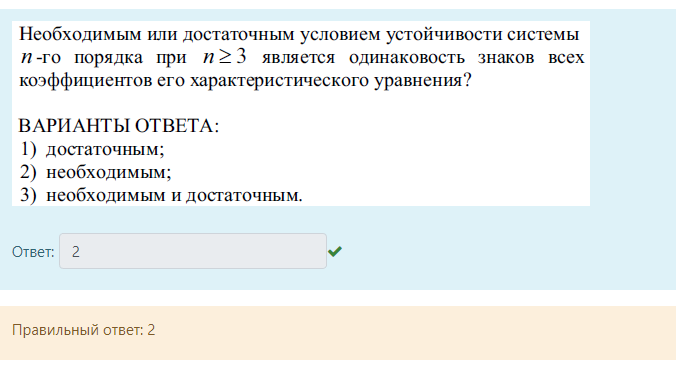 Необходимым или достаточным условием устойчивости системы
n-го порядка при n ≥ 3 является одинаковость знаков всех
коэффициентов его характеристического уравнения?
ВАРИАНТЫ ОТВЕТА:
1) достаточным;
2) необходимым;
3) необходимым и достаточным.
Ответ: 2
Правильный ответ: 2